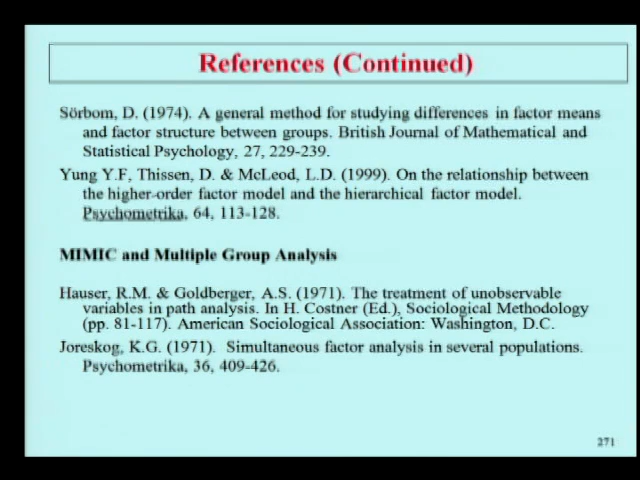 References (Continued)
Sörbom, D. (1974). A general method for studying differences in factor means
and factor structure between groups. British Journal of Mathematical and
Statistical Psychology, 27, 229-239.
Yung Y.F, Thissen, D. & McLeod, L.D. (1999). On the relationship between
the higher-order factor model and the hierarchical factor model.
Psychometrika, 64, 113-128.
MIMIC and Multiple Group Analysis
Hauser, R.M. & Goldberger, A.S. (1971). The treatment of unobservable
variables in path analysis. In H. Costner (Ed.), Sociological Methodology
(pp. 81-117). American Sociological Association: Washington, D.C.
Joreskog, K.G. (1971). Simultaneous factor analysis in several populations.
Psychometrika, 36, 409-426.
271